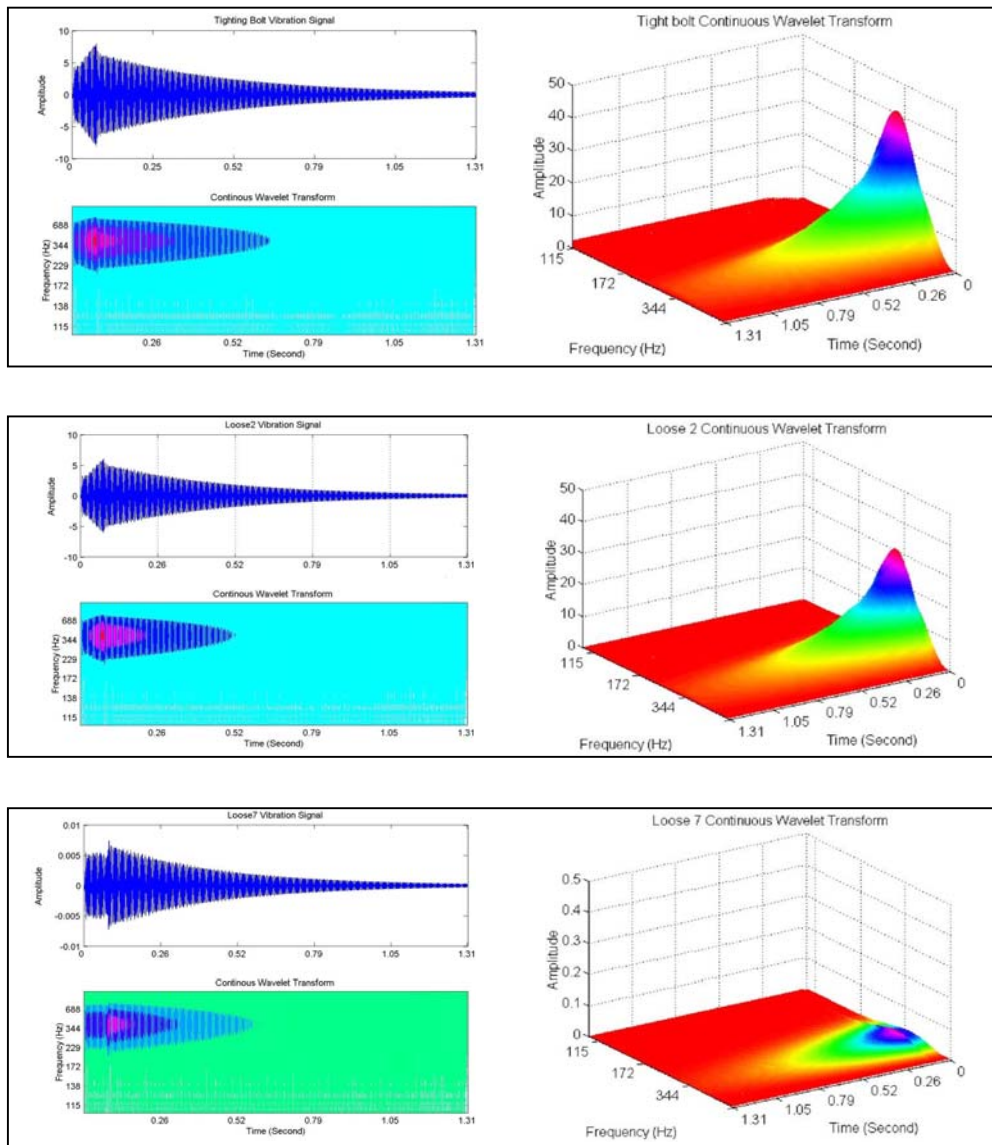 Tighting Bolt Vibration Signal
10
5
0
-5
-10
Amplitude
0 0.25 0.52 0.79 1.05 1.31
Continous Wavelet Transform
688
344
229
172
138
115
Frequency (Hz)
0.26 0.52 0.79 1.05 1.31
Time (Second)
Tight bolt Continuous Wavelet Transform
50
40
30
20
10
0
Amplitude
115
172
344
1.31 1.05 0.79 0.52 0.26 0
Frequency (Hz)
Time (Second)
Loose2 Vibration Signal
10
5
0
-5
-10
Amplitude
0 0.26 0.52 0.79 1.05 1.31
Continous Wavelet Transform
688
344
229
172
138
115
Frequency (Hz)
0.26 0.52 0.79 1.05 1.31
Time (Second)
Loose 2 Continuous Wavelet Transform
50
40
30
20
10
0
Amplitude
115
172
344
1.31 1.05 0.79 0.52 0.26 0
Frequency (Hz)
Time (Second)
Loose7 Vibration Signal
0.01
0.005
0
-0.005
-0.01
Amplitude
0 0.26 0.52 0.79 1.05 1.31
Continous Wavelet Transform
688
344
229
172
138
115
Frequency (Hz)
0.26 0.52 0.79 1.05 1.31
Time (Second)
Loose 7 Continuous Wavelet Transform
0.5
0.4
0.3
0.2
0.1
0
Amplitude
115
172
344
1.31 1.05 0.79 0.52 0.26 0
Frequency (Hz)
Time (Second)